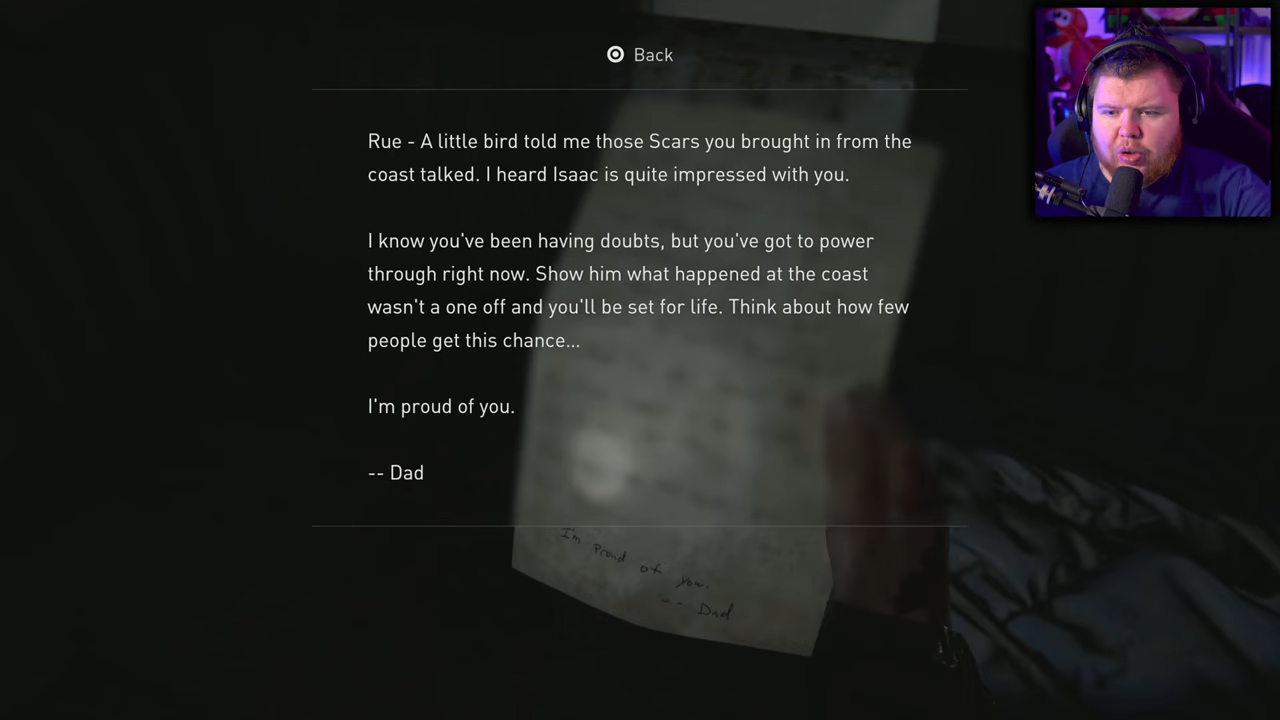 Back
Rue - A little bird told me those Scars you brought in from the
coast talked. I heard Isaac is quite impressed with you.
I know you've been having doubts, but you've got to power
through right now. Show him what happened at the coast
wasn't a one off and you'll be set for life. Think about how few
people get this chance...
I'm proud of you.
-- Dad
I'm Proud of you.
-- Dad